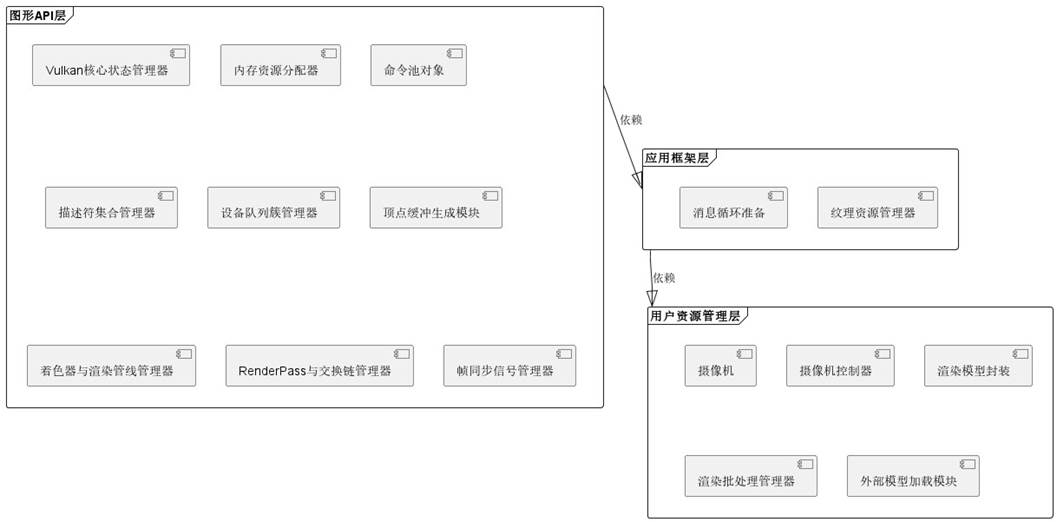 图形API层
Vulkan核心状态管理器
内存资源分配器
命令池对象
描述符集合管理器
设备队列簇管理器
顶点缓冲生成模块
着色器与渲染管线管理器
RenderPass与交换链管理器
帧同步信号管理器
依赖
应用框架层
消息循环准备
纹理资源管理器
依赖
用户资源管理层
摄像机
摄像机控制器
渲染模型封装
渲染批处理管理器
外部模型加载模块